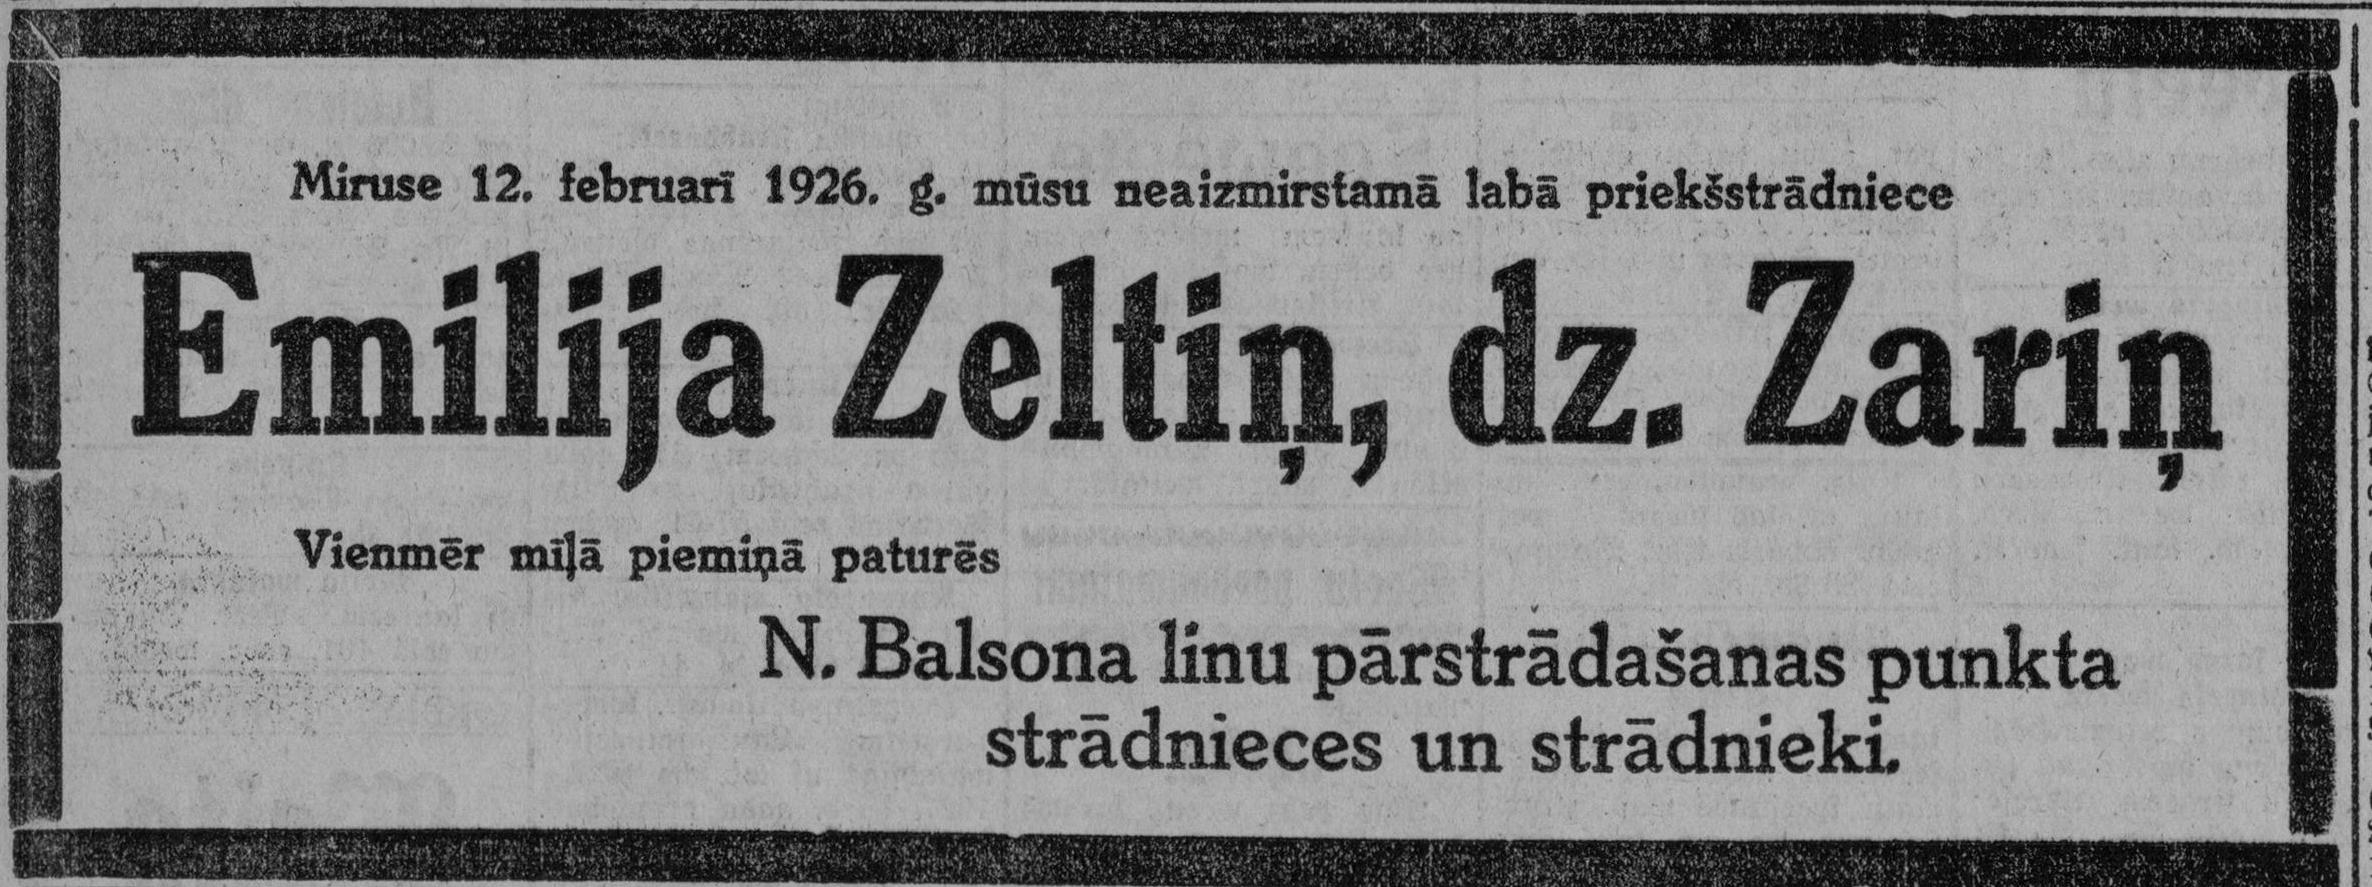 Miruse 12. februarī 1926. g. mūsu neaizmirstamā labā priekšstrādniece
Emilija Zeltiņ, dz. Zariņ
Vienmēr mīļā piemiņā paturēs
N. Balsona linu pārstrādašanas punkta
strādnieces un strādnieki.